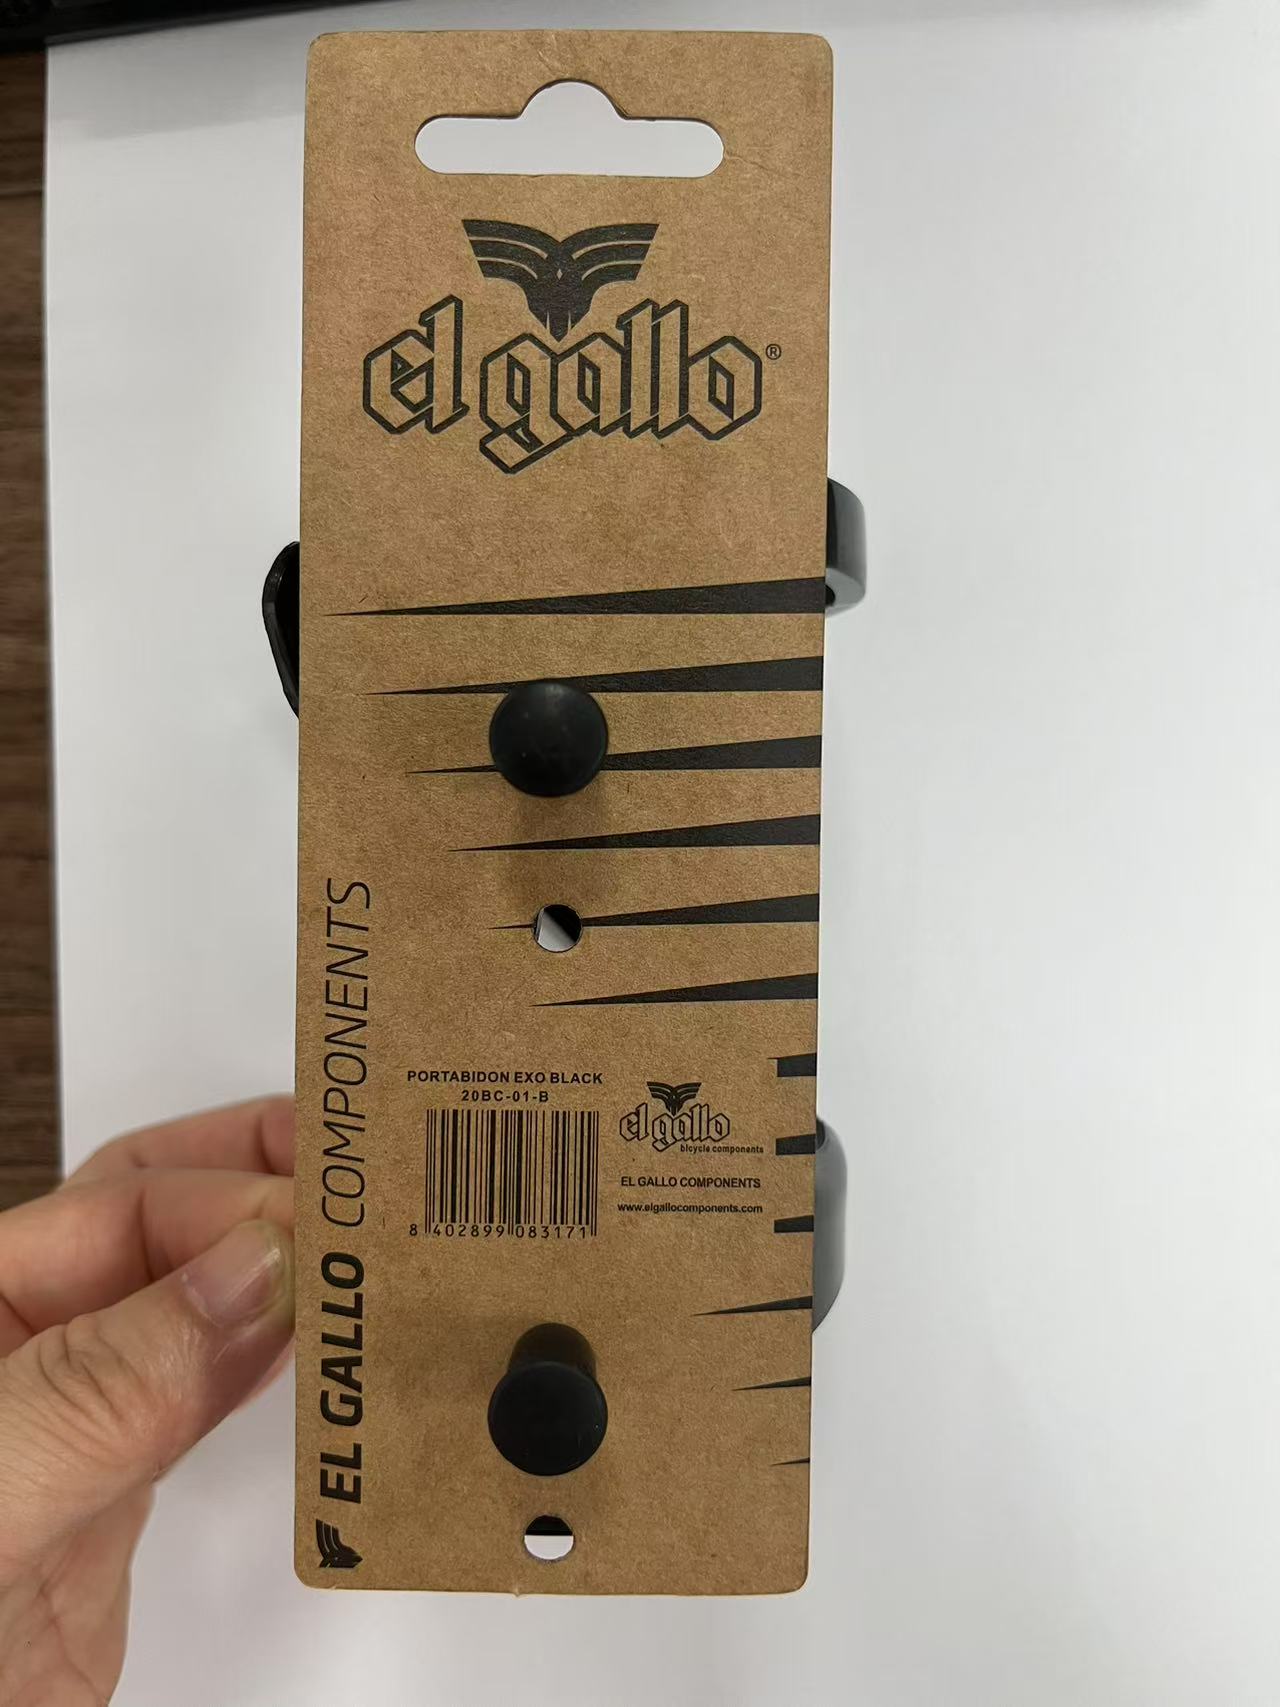 el gallo®
EL GALLO COMPONENTS
PORTABIDON EXO BLACK
20BC-01-B
8 402899 083171
el gallo
bicycle components
EL GALLO COMPONENTS
www.elgallocomponents.com